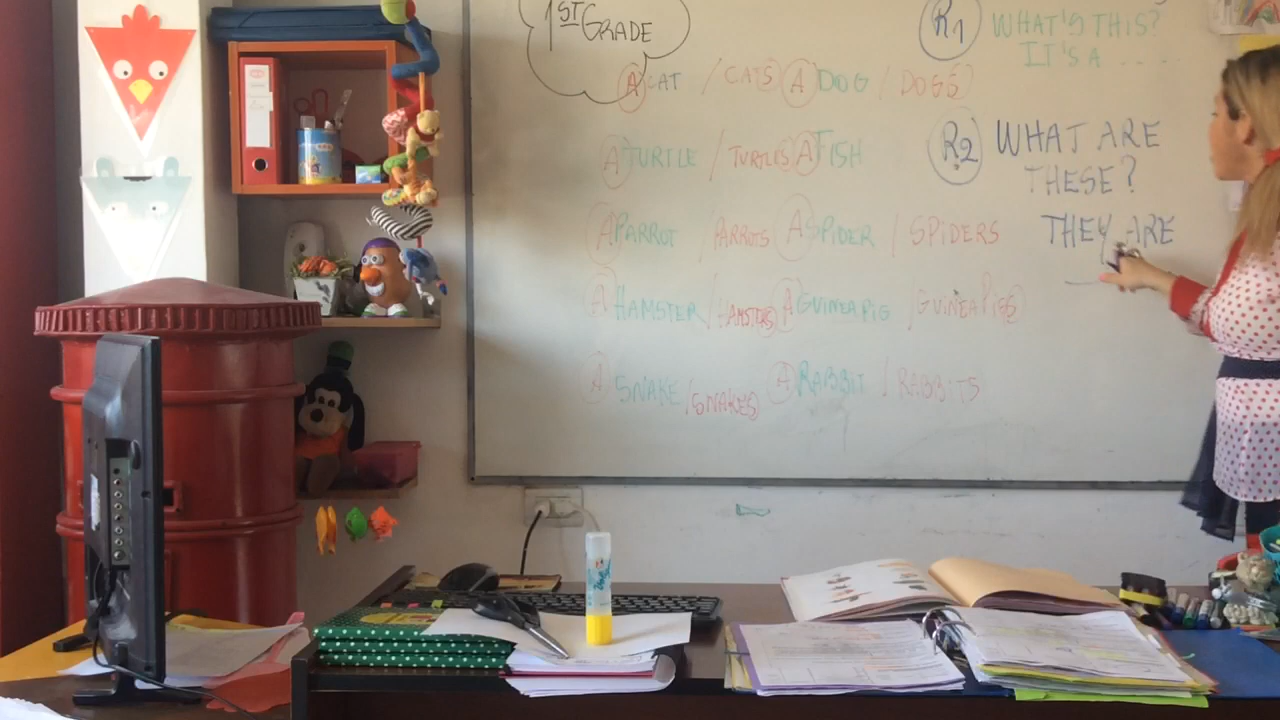 1ST GRADE
A CAT / CATS A DOG / DOGS
A TURTLE / TURTLES A FISH
A PARROT / PARROTS A SPIDER / SPIDERS
A HAMSTER / HAMSTERS A GUINEA PIG / GUINEA PIGS
A SNAKE / SNAKES A RABBIT / RABBITS
R1 WHAT'S THIS?
IT'S A . . . . .
R2 WHAT ARE
THESE?
THEY ARE